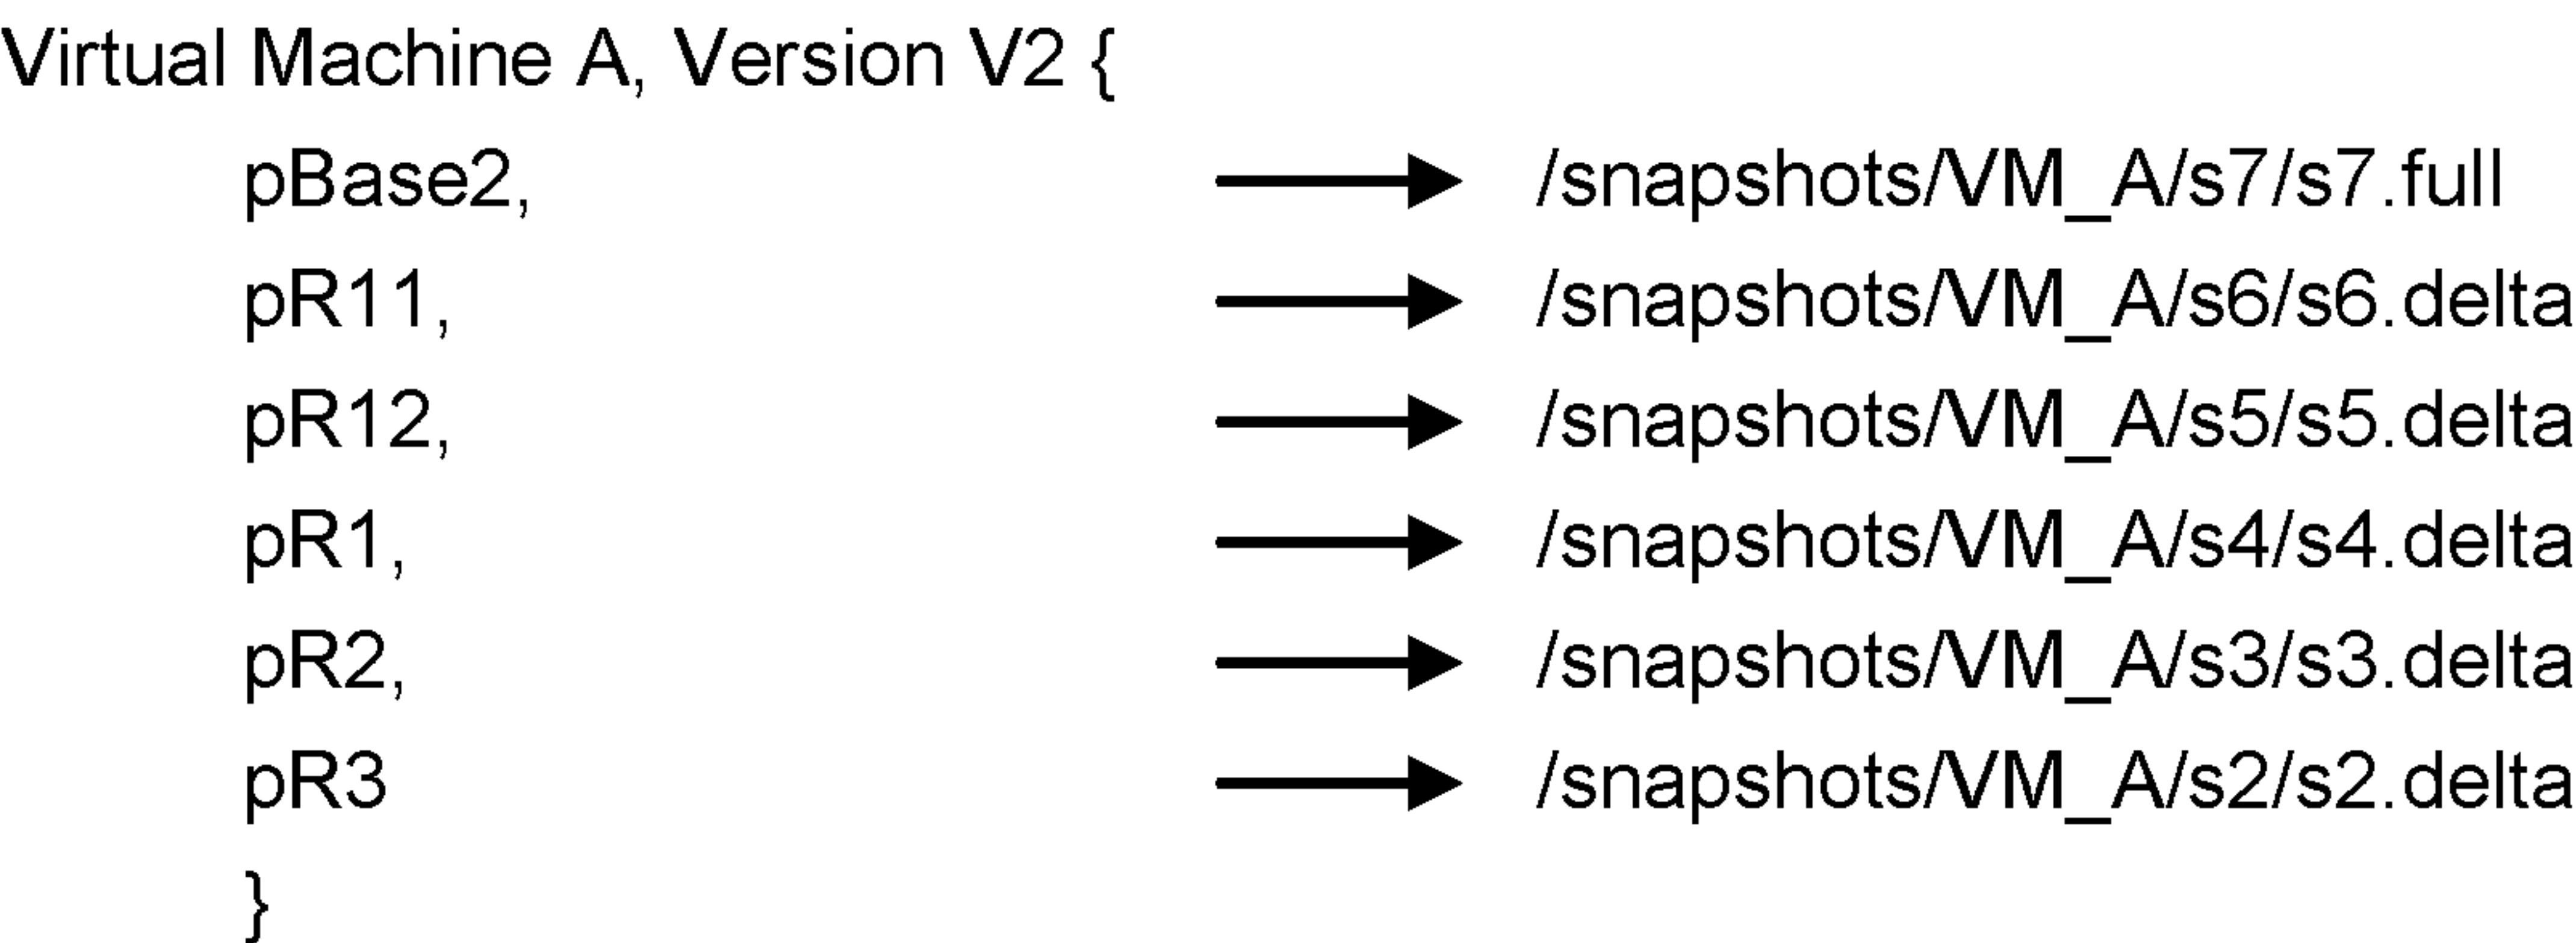 Virtual Machine A, Version V2 {
pBase2, /snapshots/VM_A/s7/s7.full
pR11, /snapshots/VM_A/s6/s6.delta
pR12, /snapshots/VM_A/s5/s5.delta
pR1, /snapshots/VM_A/s4/s4.delta
pR2, /snapshots/VM_A/s3/s3.delta
pR3 /snapshots/VM_A/s2/s2.delta
}